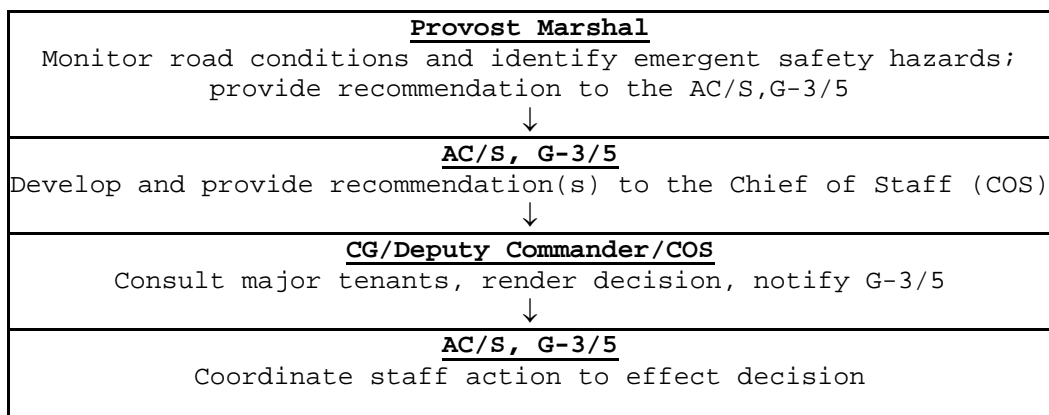 Provost Marshal
Monitor road conditions and identify emergent safety hazards;
provide recommendation to the AC/S,G-3/5
↓
AC/S, G-3/5
Develop and provide recommendation(s) to the Chief of Staff (COS)
↓
CG/Deputy Commander/COS
Consult major tenants, render decision, notify G-3/5
↓
AC/S, G-3/5
Coordinate staff action to effect decision